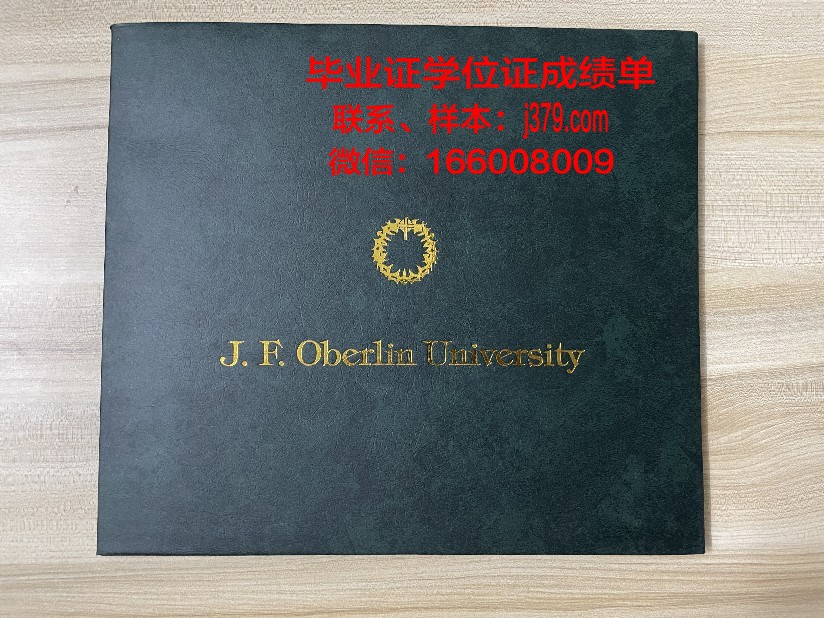 毕业证学位证成绩单
联系、样本：j379.com
微信：166008009
J. F. Oberlin University